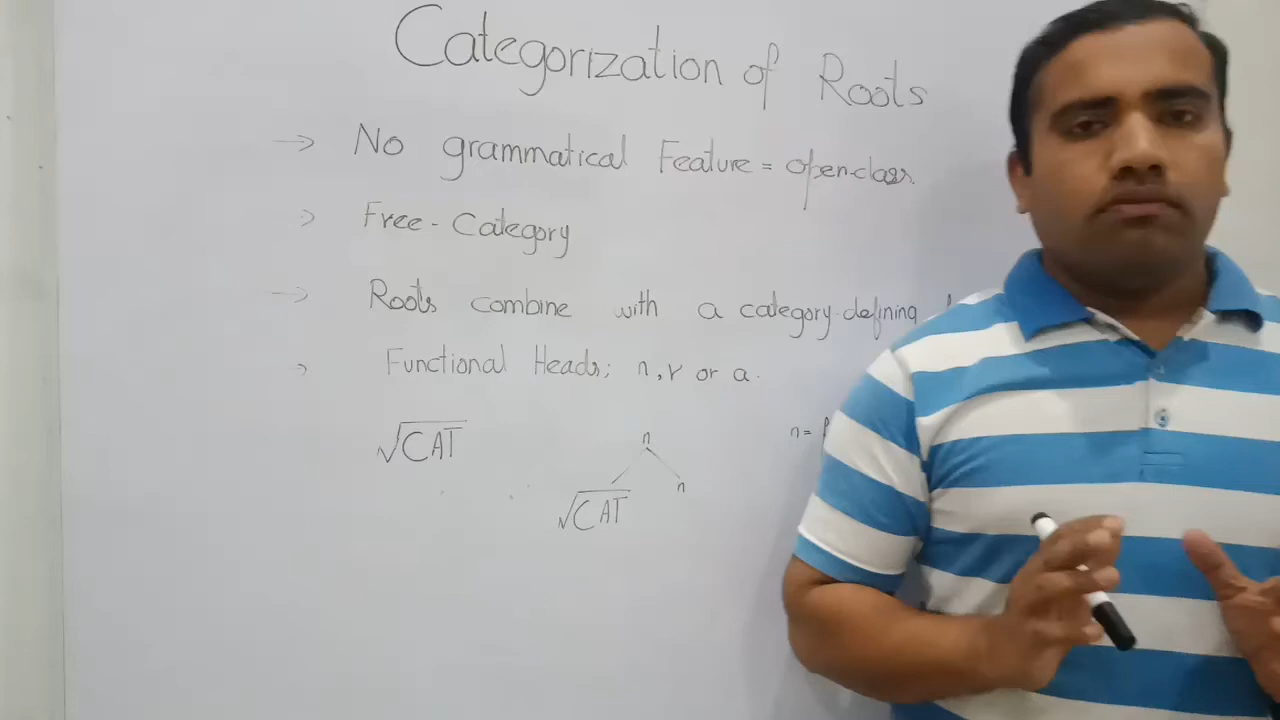 Categorization of Roots
→ No grammatical Feature = open-class.
> Free-Category
→ Roots combine with a category-defining
> Functional Heads; n, v or a.
√CAT
n
n =
n
√CAT